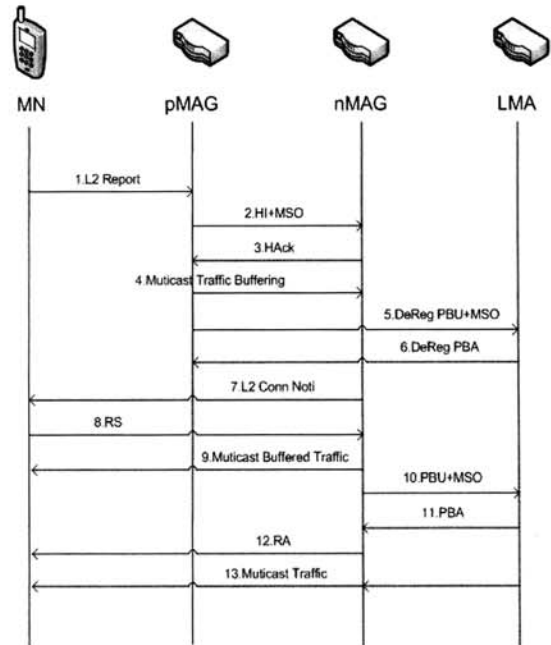 MN pMAG nMAG LMA
1.L2 Report
2.HI+MSO
3.HAck
4.Muticast Traffic Buffering
5.DeReg PBU+MSO
6.DeReg PBA
7.L2 Conn Noti
8.RS
9.Muticast Buffered Traffic
10.PBU+MSO
11.PBA
12.RA
13.Muticast Traffic